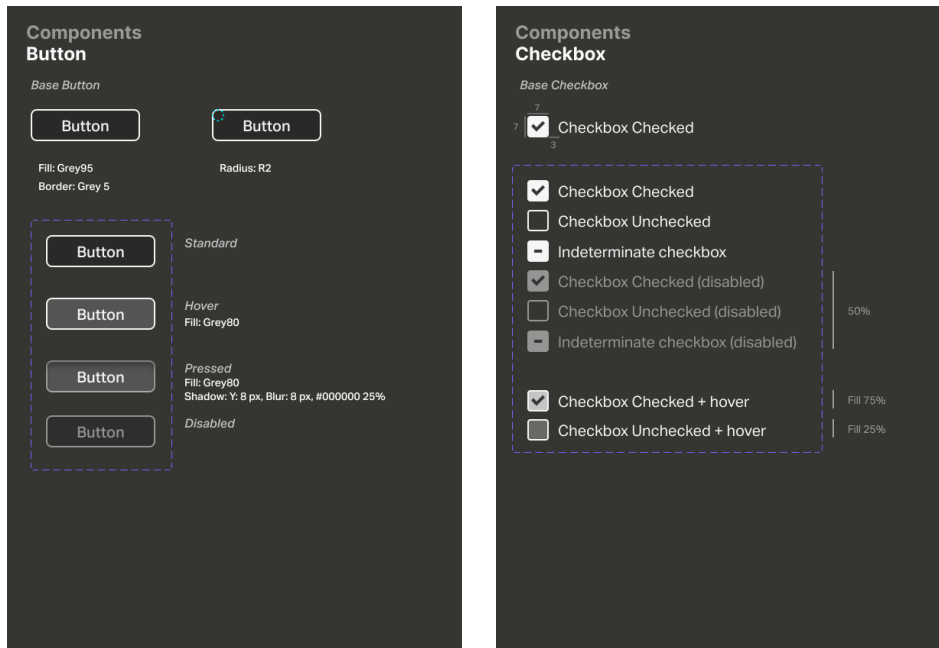 Components
Button
Base Button
Button
Button
Fill: Grey95
Border: Grey 5
Radius: R2
Button
Standard
Button
Hover
Fill: Grey80
Button
Pressed
Fill: Grey80
Shadow: Y: 8 px, Blur: 8 px, #000000 25%
Button
Disabled
Components
Checkbox
Base Checkbox
7
7
Checkbox Checked
3
Checkbox Checked
Checkbox Unchecked
Indeterminate checkbox
Checkbox Checked (disabled)
Checkbox Unchecked (disabled)
50%
Indeterminate checkbox (disabled)
Checkbox Checked + hover
Fill 75%
Checkbox Unchecked + hover
Fill 25%